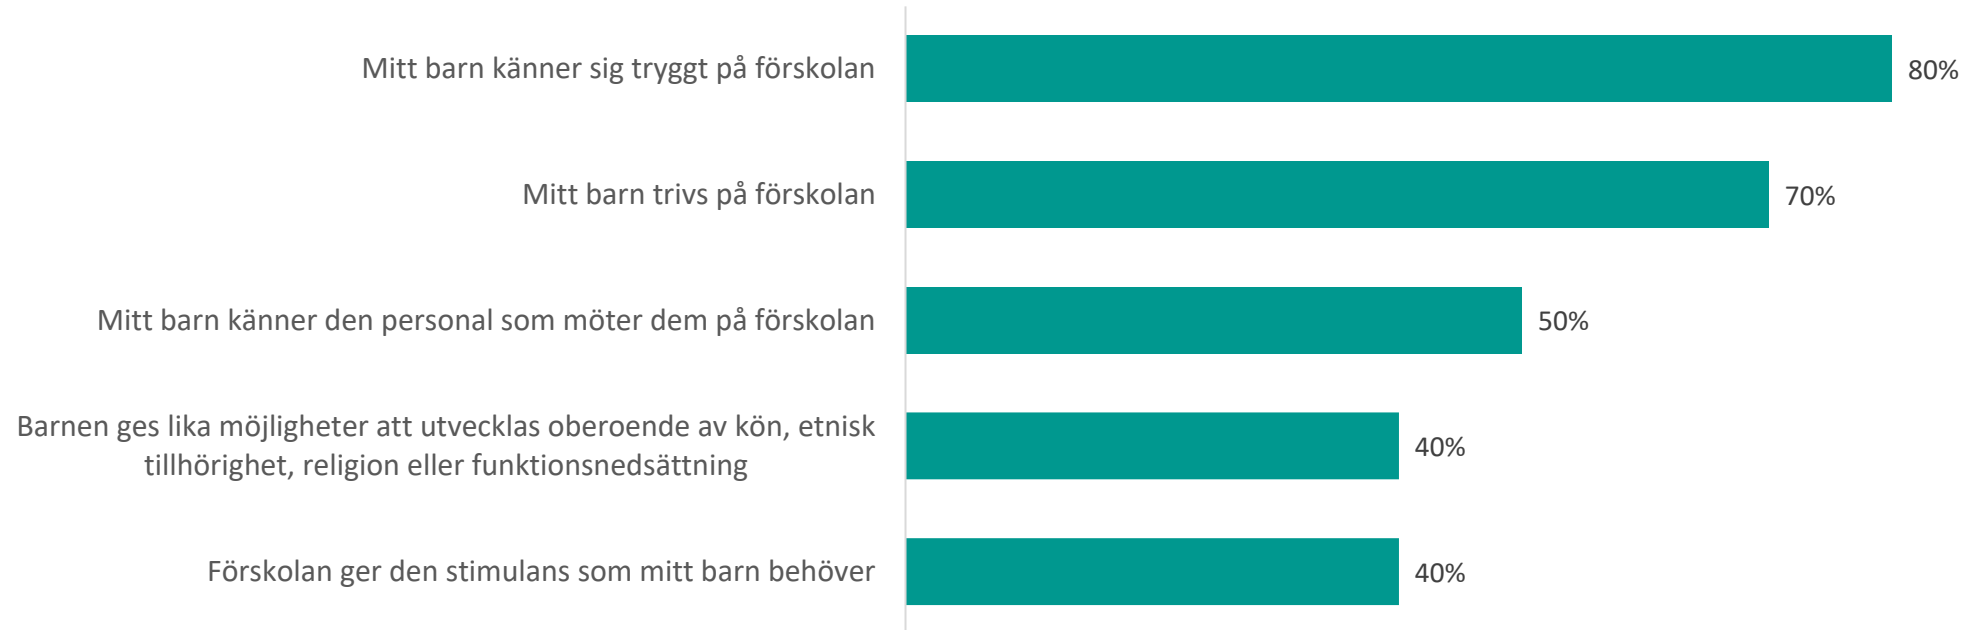 Mitt barn känner sig tryggt på förskolan
80%
Mitt barn trivs på förskolan
70%
Mitt barn känner den personal som möter dem på förskolan
50%
Barnen ges lika möjligheter att utvecklas oberoende av kön, etnisk
tillhörighet, religion eller funktionsnedsättning
40%
Förskolan ger den stimulans som mitt barn behöver
40%